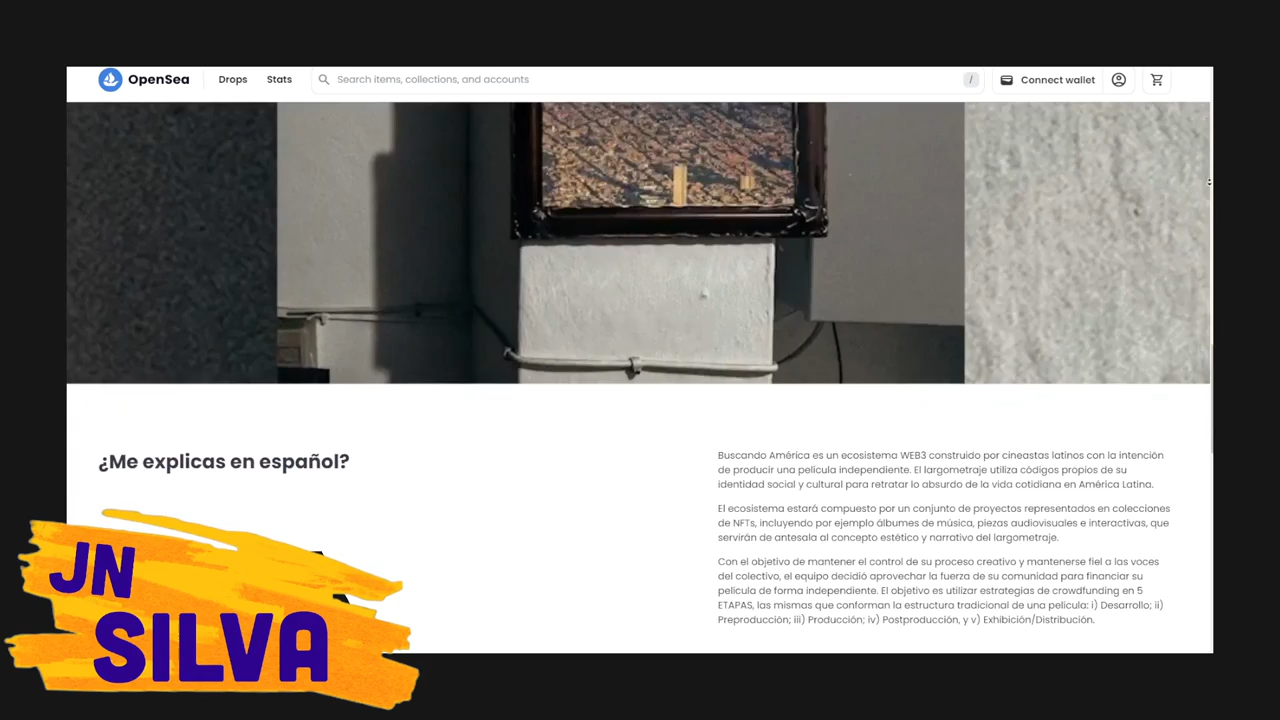 OpenSea
Drops
Stats
Search items, collections, and accounts
/
Connect wallet
¿Me explicas en español?
Buscando América es un ecosistema WEB3 construido por cineastas latinos con la intención
de producir una película independiente. El largometraje utiliza códigos propios de su
identidad social y cultural para retratar lo absurdo de la vida cotidiana en América Latina.
El ecosistema estará compuesto por un conjunto de proyectos representados en colecciones
de NFTs, incluyendo por ejemplo álbumes de música, piezas audiovisuales e interactivas, que
servirán de antesala al concepto estético y narrativo del largometraje.
Con el objetivo de mantener el control de su proceso creativo y mantenerse fiel a las voces
del colectivo, el equipo decidió aprovechar la fuerza de su comunidad para financiar su
película de forma independiente. El objetivo es utilizar estrategias de crowdfunding en 5
ETAPAS, las mismas que conforman la estructura tradicional de una película: i) Desarrollo; ii)
Preproducción; iii) Producción; iv) Postproducción, y v) Exhibición/Distribución.
JN
SILVA